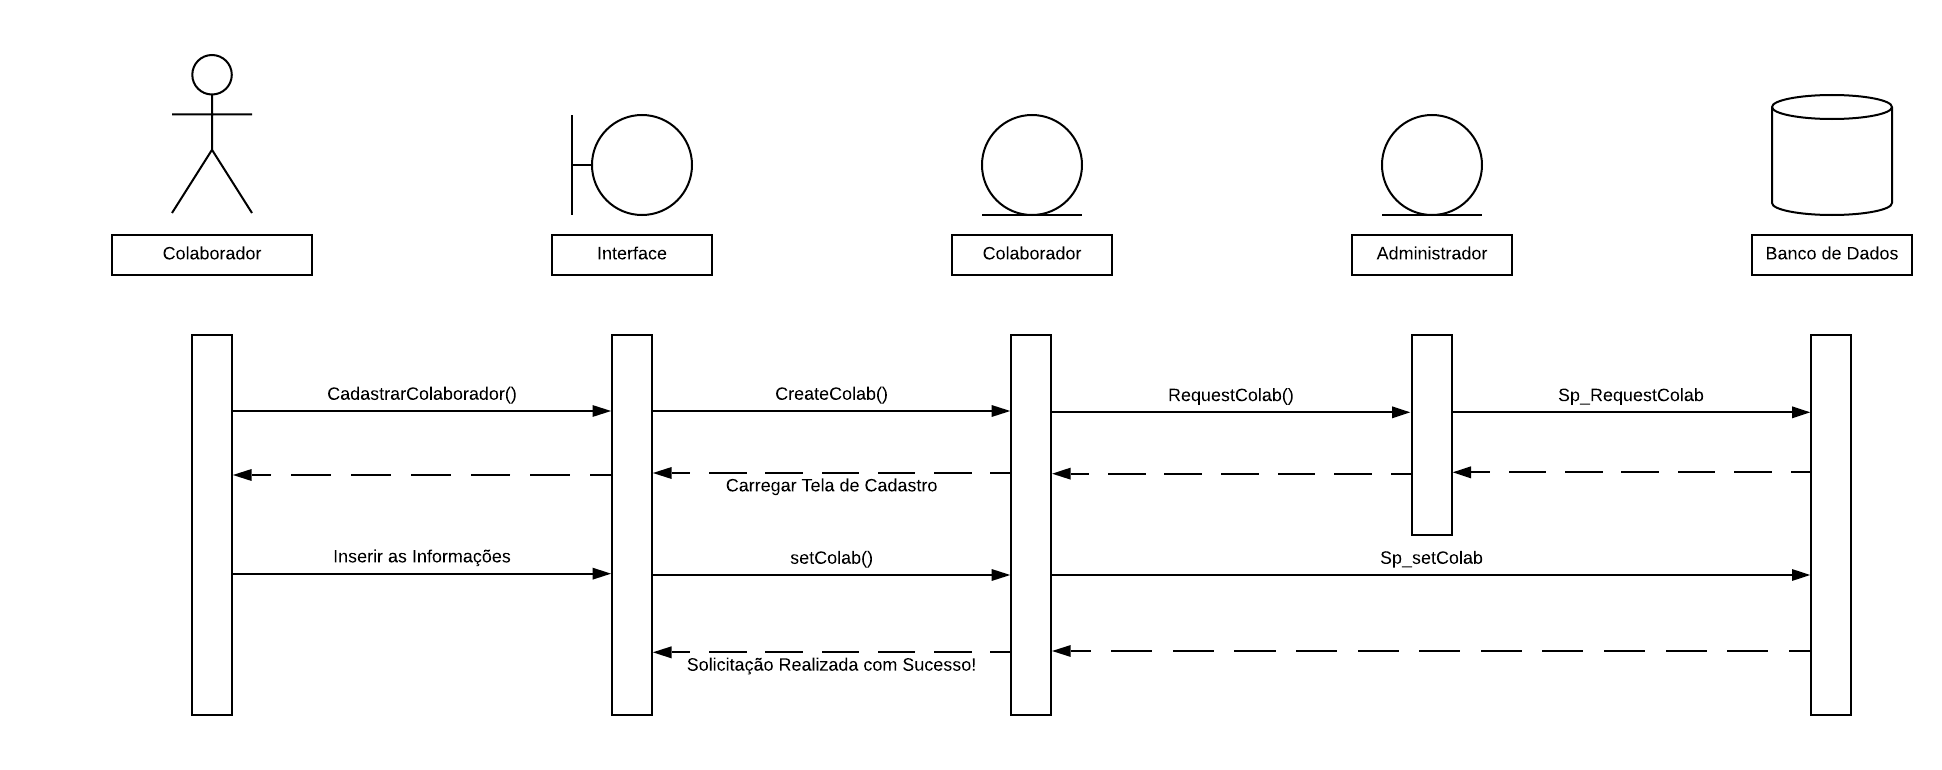 Colaborador
Interface
Colaborador
Administrador
Banco de Dados
CadastrarColaborador()
CreateColab()
RequestColab()
Sp_RequestColab
Carregar Tela de Cadastro
Inserir as Informações
setColab()
Sp_setColab
Solicitação Realizada com Sucesso!